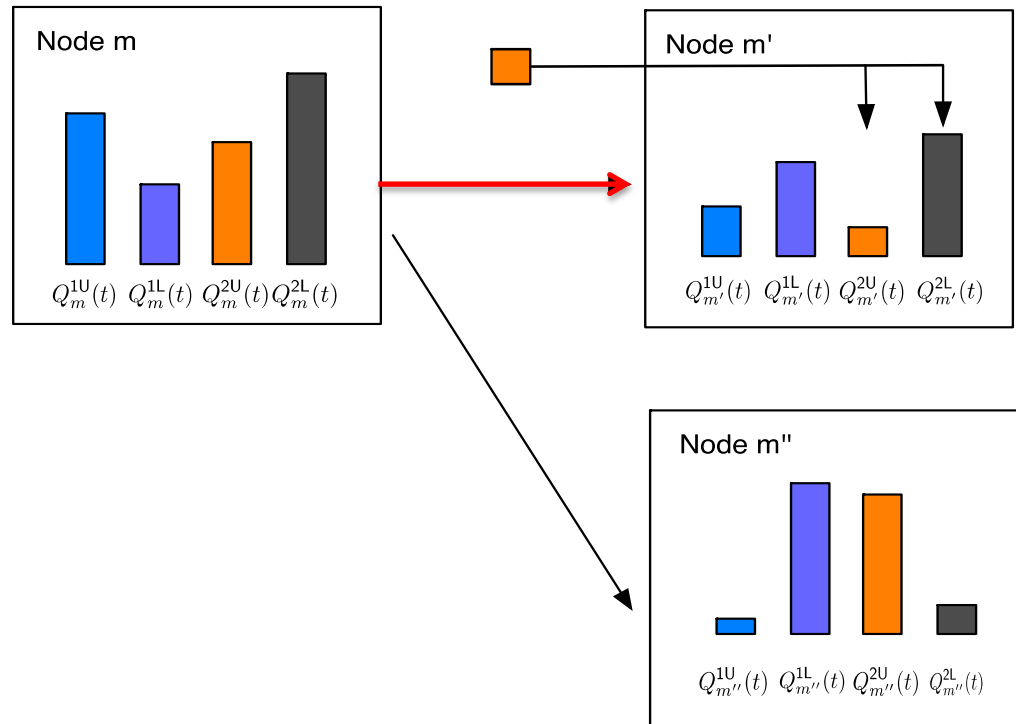 Node m
Q_m^{1U}(t) Q_m^{1L}(t) Q_m^{2U}(t) Q_m^{2L}(t)
Node m'
Q_{m'}^{1U}(t) Q_{m'}^{1L}(t) Q_{m'}^{2U}(t) Q_{m'}^{2L}(t)
Node m"
Q_{m''}^{1U}(t) Q_{m''}^{1L}(t) Q_{m''}^{2U}(t) Q_{m''}^{2L}(t)